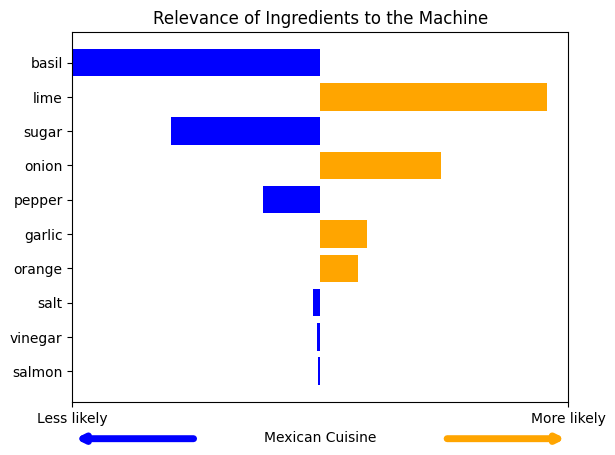 Relevance of Ingredients to the Machine
basil
lime
sugar
onion
pepper
garlic
orange
salt
vinegar
salmon
Less likely
More likely
Mexican Cuisine